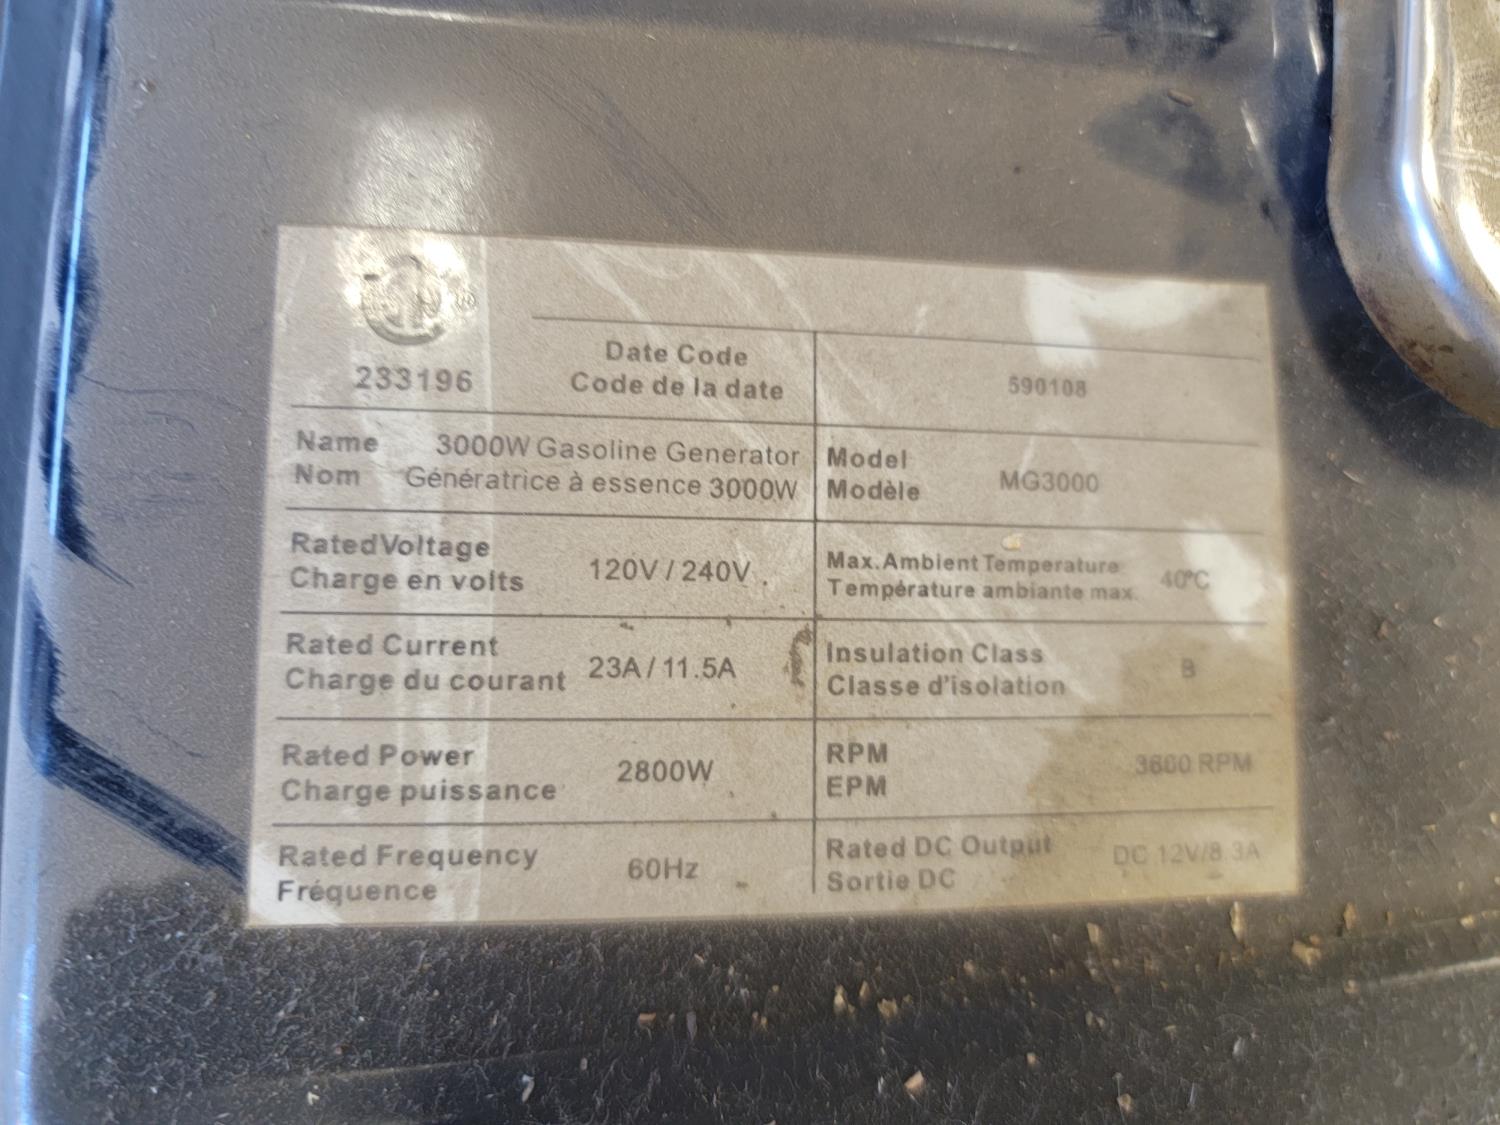 ®
233196
Date Code
Code de la date
590108
Name 3000W Gasoline Generator
Nom Génératrice à essence 3000W
Model
Modèle
MG3000
Rated Voltage
Charge en volts
120V / 240V
Max. Ambient Temperature
Température ambiante max.
40°C
Rated Current
Charge du courant
23A / 11.5A
Insulation Class
Classe d'isolation
B
Rated Power
Charge puissance
2800W
RPM
EPM
3600 RPM
Rated Frequency
Fréquence
60Hz
Rated DC Output
Sortie DC
DC 12V/8.3A